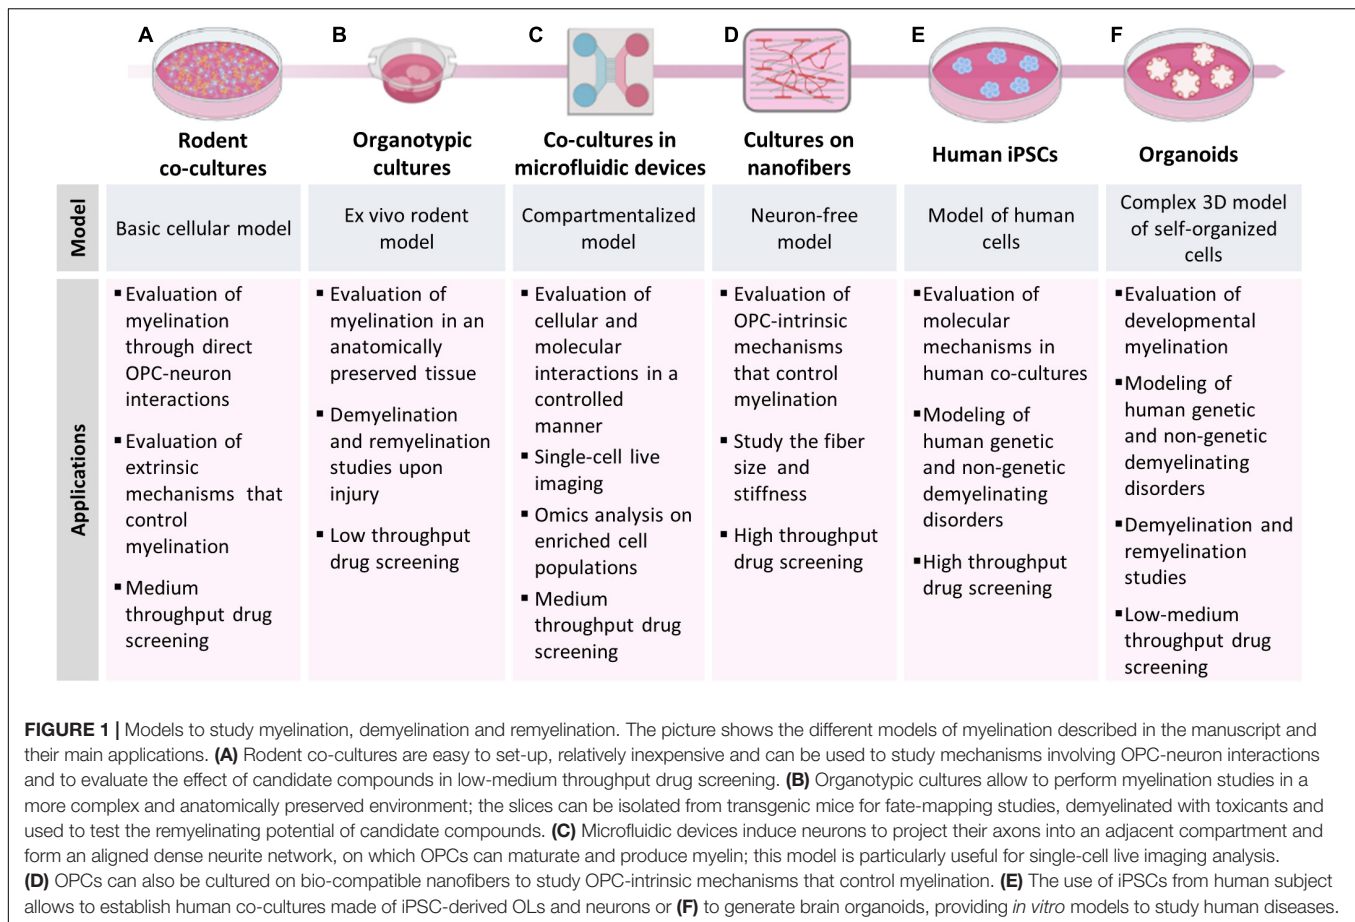 A
B
C
D
E
F
Rodent
co-cultures
Organotypic
cultures
Co-cultures in
microfluidic devices
Cultures on
nanofibers
Human iPSCs
Organoids
Model
Basic cellular model
Ex vivo rodent
model
Compartmentalized
model
Neuron-free
model
Model of human
cells
Complex 3D model
of self-organized
cells
Applications
▪ Evaluation of
myelination
through direct
OPC-neuron
interactions
▪ Evaluation of
extrinsic
mechanisms that
control
myelination
▪ Medium
throughput drug
screening
▪ Evaluation of
myelination in an
anatomically
preserved tissue
▪ Demyelination
and remyelination
studies upon
injury
▪ Low throughput
drug screening
▪ Evaluation of
cellular and
molecular
interactions in a
controlled
manner
▪ Single-cell live
imaging
▪ Omics analysis on
enriched cell
populations
▪ Medium
throughput drug
screening
▪ Evaluation of
OPC-intrinsic
mechanisms
that control
myelination
▪ Study the fiber
size and
stiffness
▪ High throughput
drug screening
▪Evaluation of
molecular
mechanisms in
human co-cultures
▪Modeling of
human genetic
and non-genetic
demyelinating
disorders
▪High throughput
drug screening
▪Evaluation of
developmental
myelination
▪Modeling of
human genetic
and non-genetic
demyelinating
disorders
▪Demyelination and
remyelination
studies
▪Low-medium
throughput drug
screening
FIGURE 1 | Models to study myelination, demyelination and remyelination. The picture shows the different models of myelination described in the manuscript and
their main applications. (A) Rodent co-cultures are easy to set-up, relatively inexpensive and can be used to study mechanisms involving OPC-neuron interactions
and to evaluate the effect of candidate compounds in low-medium throughput drug screening. (B) Organotypic cultures allow to perform myelination studies in a
more complex and anatomically preserved environment; the slices can be isolated from transgenic mice for fate-mapping studies, demyelinated with toxicants and
used to test the remyelinating potential of candidate compounds. (C) Microfluidic devices induce neurons to project their axons into an adjacent compartment and
form an aligned dense neurite network, on which OPCs can maturate and produce myelin; this model is particularly useful for single-cell live imaging analysis.
(D) OPCs can also be cultured on bio-compatible nanofibers to study OPC-intrinsic mechanisms that control myelination. (E) The use of iPSCs from human subject
allows to establish human co-cultures made of iPSC-derived OLs and neurons or (F) to generate brain organoids, providing in vitro models to study human diseases.